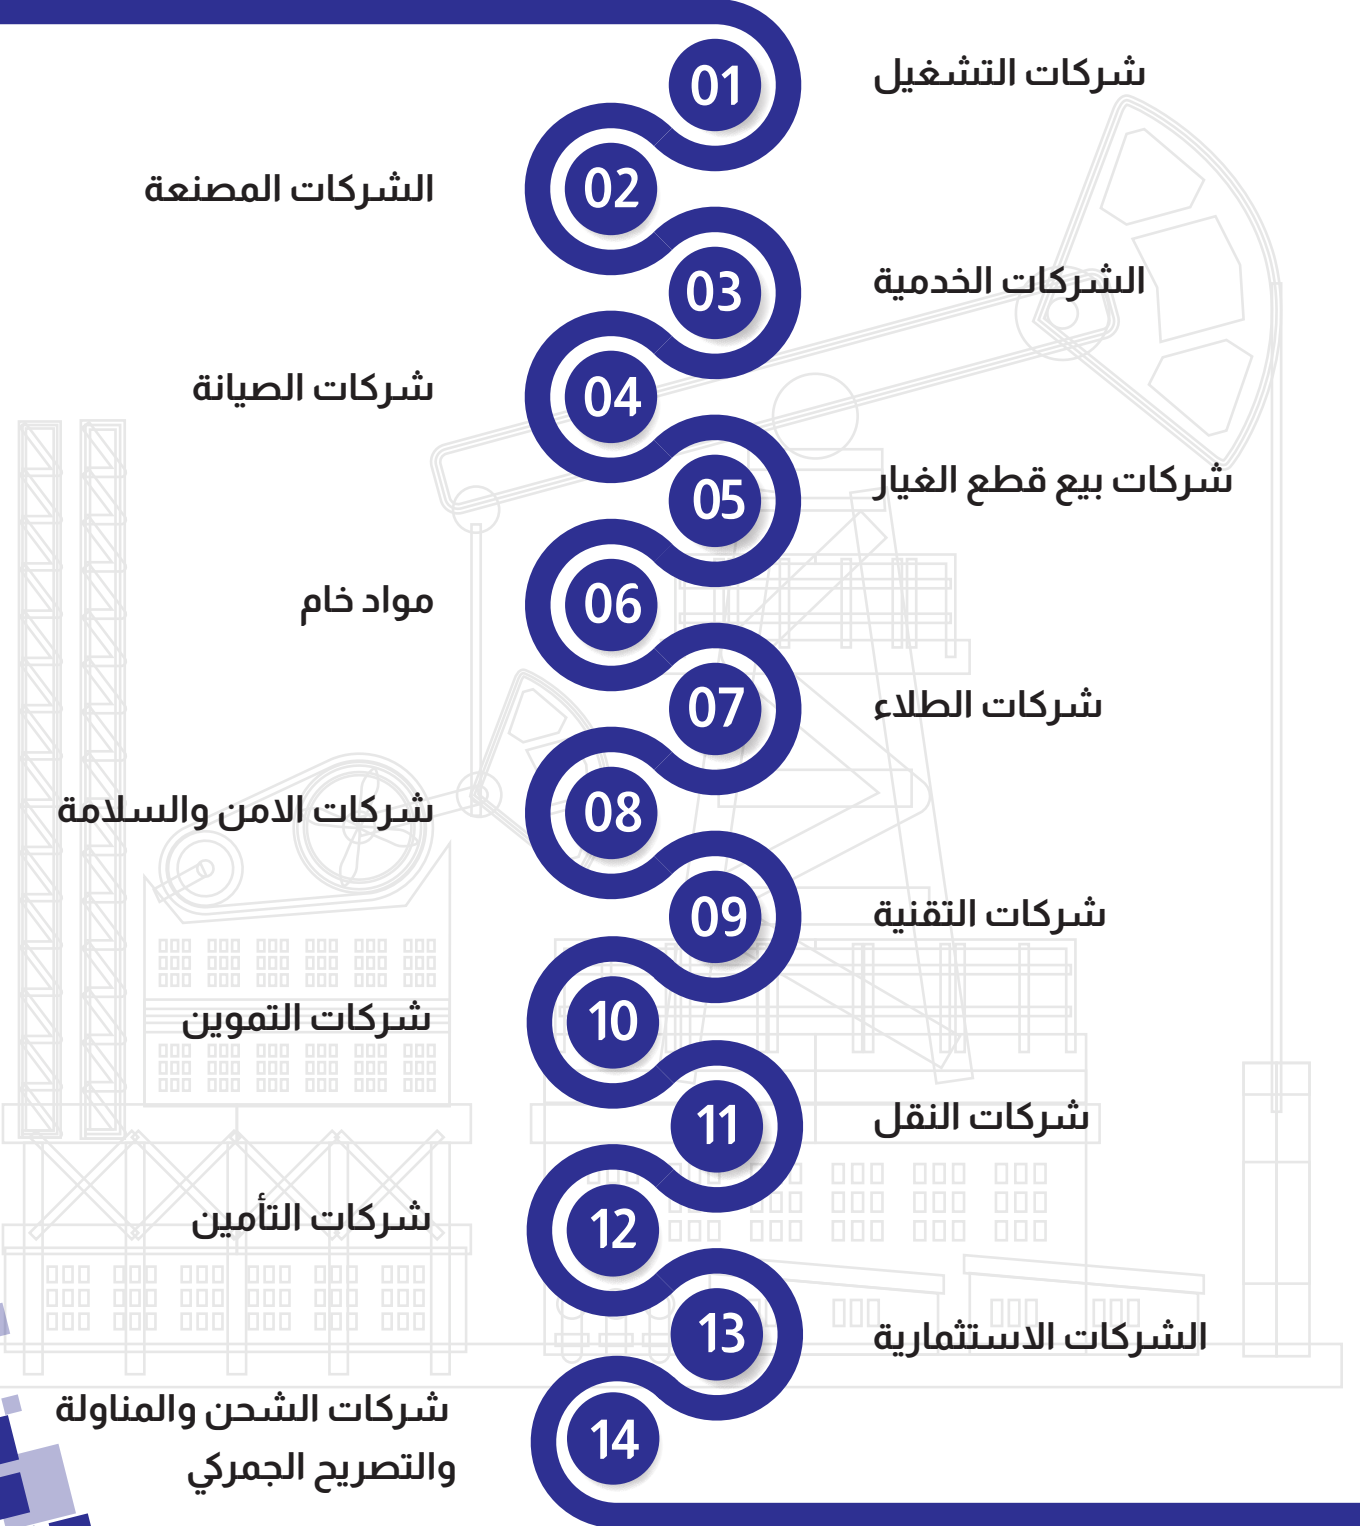 01
شركات التشغيل
02
الشركات المصنعة
03
الشركات الخدمية
04
شركات الصيانة
05
شركات بيع قطع الغيار
06
مواد خام
07
شركات الطلاء
08
شركات الامن والسلامة
09
شركات التقنية
10
شركات التموين
11
شركات النقل
12
شركات التأمين
13
الشركات الاستثمارية
14
شركات الشحن والمناولة
والتصريح الجمركي